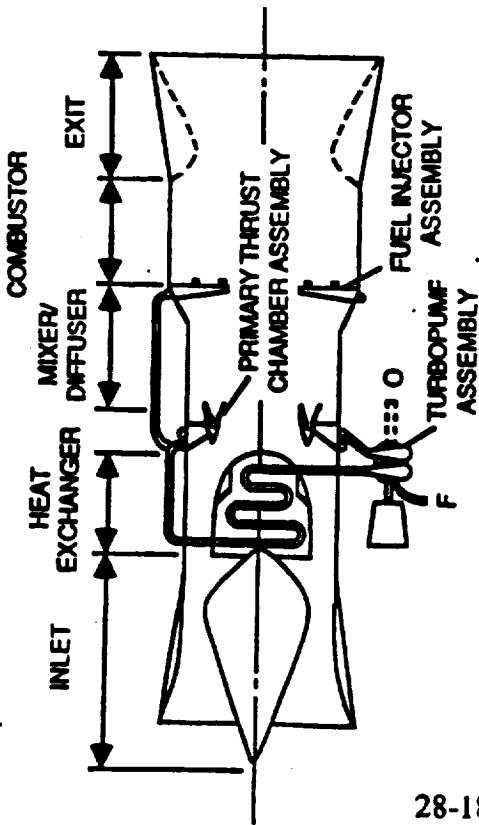 COMBUSTOR
MIXER/
DIFFUSER
EXIT
HEAT
EXCHANGER
INLET
PRIMARY THRUST
CHAMBER ASSEMBLY
FUEL INJECTOR
ASSEMBLY
O
TURBOPUMP
ASSEMBLY
F
28-18